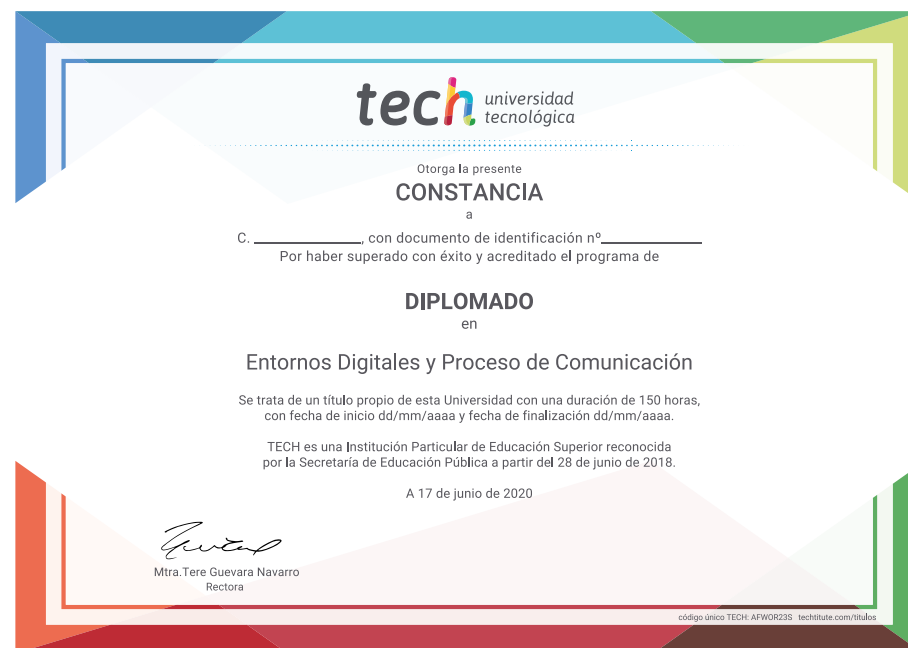 tech universidad
tecnológica
Otorga la presente
CONSTANCIA
a
C. ____________, con documento de identificación nº____________
Por haber superado con éxito y acreditado el programa de
DIPLOMADO
en
Entornos Digitales y Proceso de Comunicación
Se trata de un título propio de esta Universidad con una duración de 150 horas,
con fecha de inicio dd/mm/aaaa y fecha de finalización dd/mm/aaaa.
TECH es una Institución Particular de Educación Superior reconocida
por la Secretaría de Educación Pública a partir del 28 de junio de 2018.
A 17 de junio de 2020
Mtra.Tere Guevara Navarro
Rectora
código único TECH: AFWOR23S techtitute.com/titulos